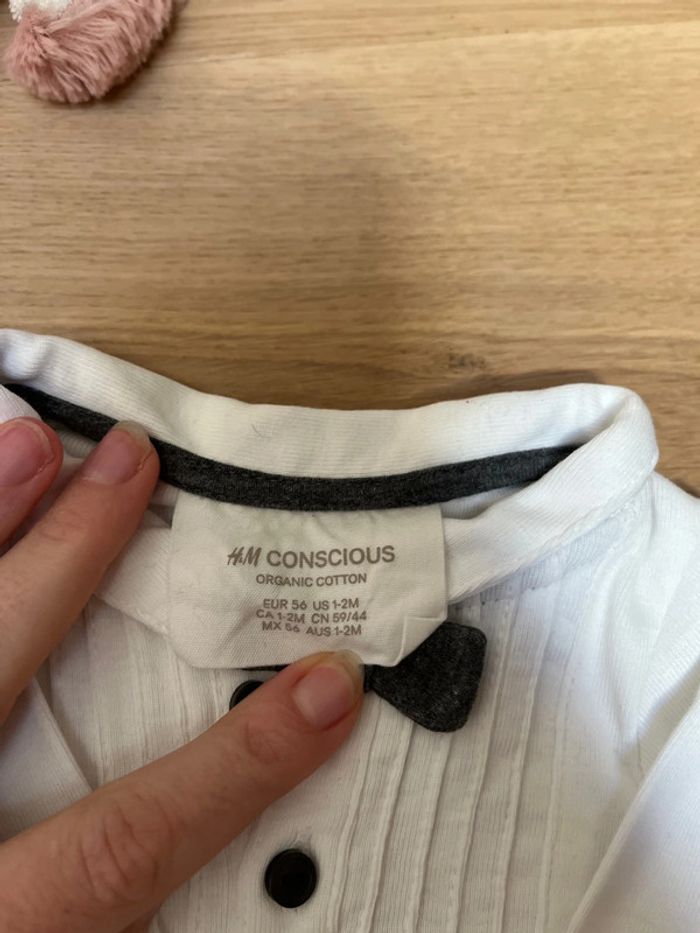 H&M CONSCIOUS
ORGANIC COTTON
EUR 56 US 1-2M
CA 1-2M CN 59/44
MX 56 AUS 1-2M